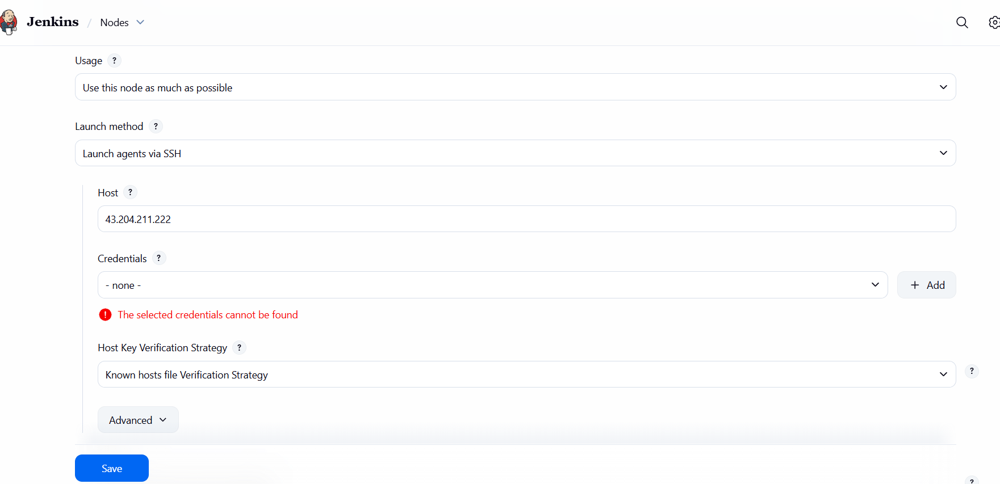 Jenkins / Nodes
Usage ?
Use this node as much as possible
Launch method ?
Launch agents via SSH
Host ?
43.204.211.222
Credentials ?
- none -
+ Add
! The selected credentials cannot be found
Host Key Verification Strategy ?
Known hosts file Verification Strategy
?
Advanced
Save
?